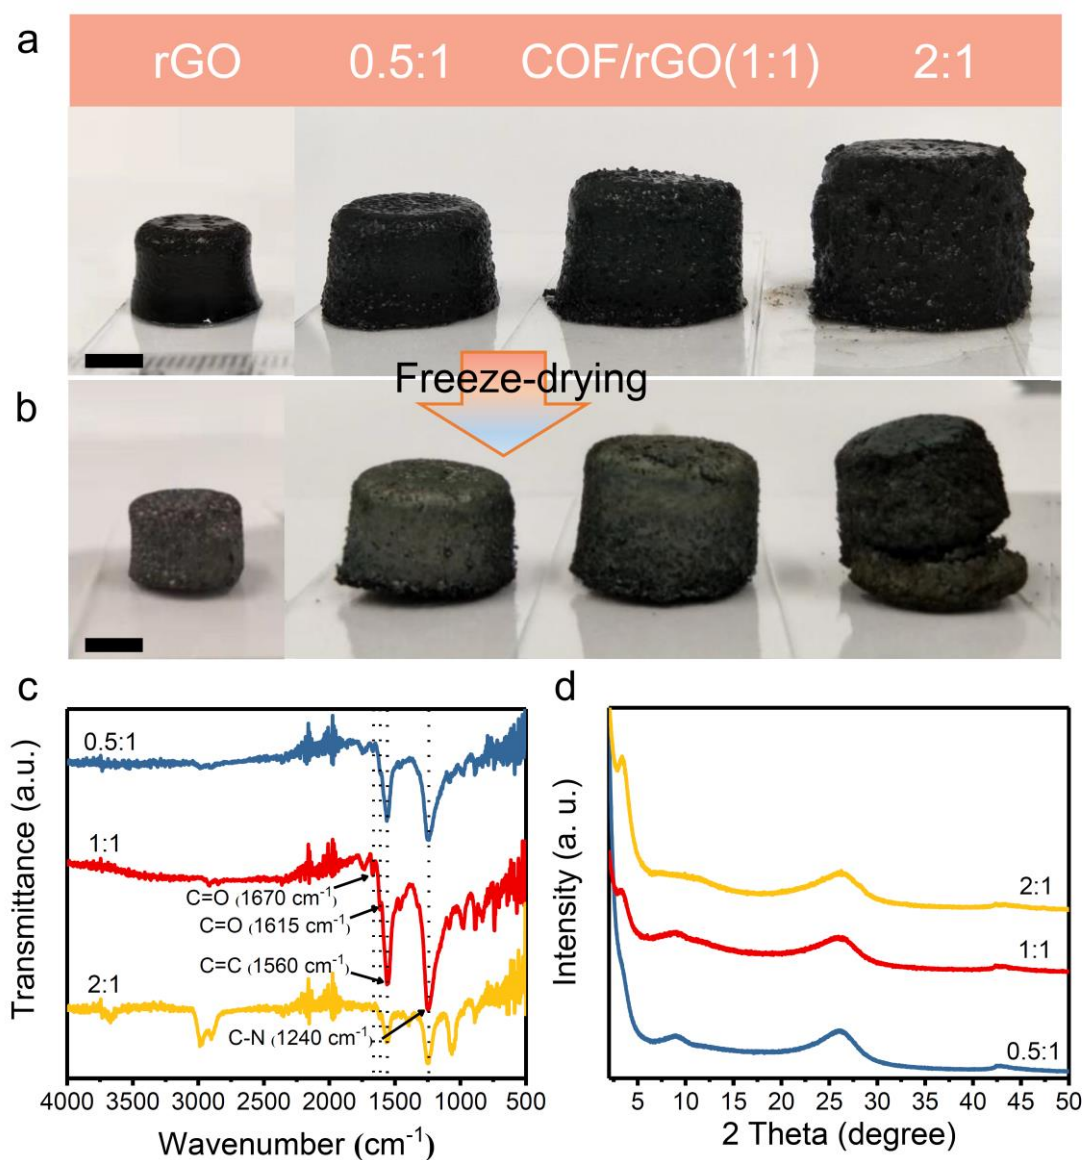 a
rGO 0.5:1 COF/rGO(1:1) 2:1
Freeze-drying
b
c
0.5:1
1:1
C=O (1670 cm⁻¹)
C=O (1615 cm⁻¹)
C=C (1560 cm⁻¹)
2:1
C-N (1240 cm⁻¹)
Transmittance (a.u.)
4000 3500 3000 2500 2000 1500 1000 500
Wavenumber (cm⁻¹)
d
2:1
1:1
0.5:1
Intensity (a. u.)
5 10 15 20 25 30 35 40 45 50
2 Theta (degree)